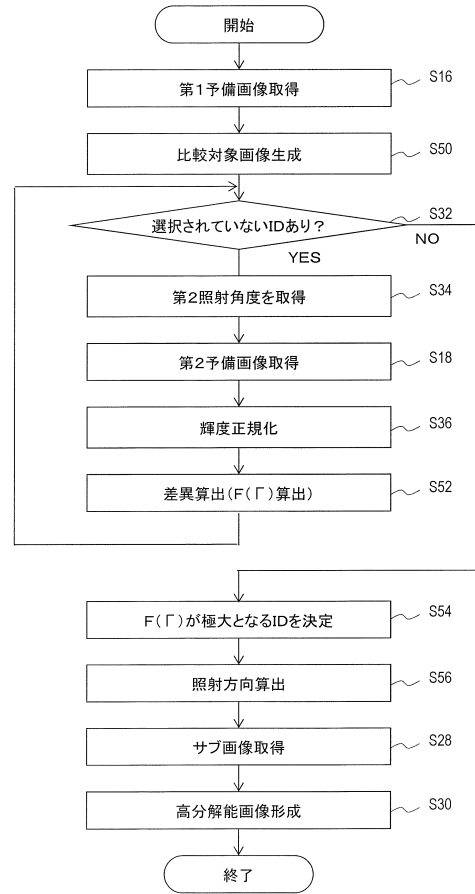 開始
第1予備画像取得
S16
比較対象画像生成
S50
選択されていないIDあり？
S32
NO
YES
第2照射角度を取得
S34
第2予備画像取得
S18
輝度正規化
S36
差異算出(F(Γ)算出)
S52
F(Γ)が極大となるIDを決定
S54
照射方向算出
S56
サブ画像取得
S28
高分解能画像形成
S30
終了